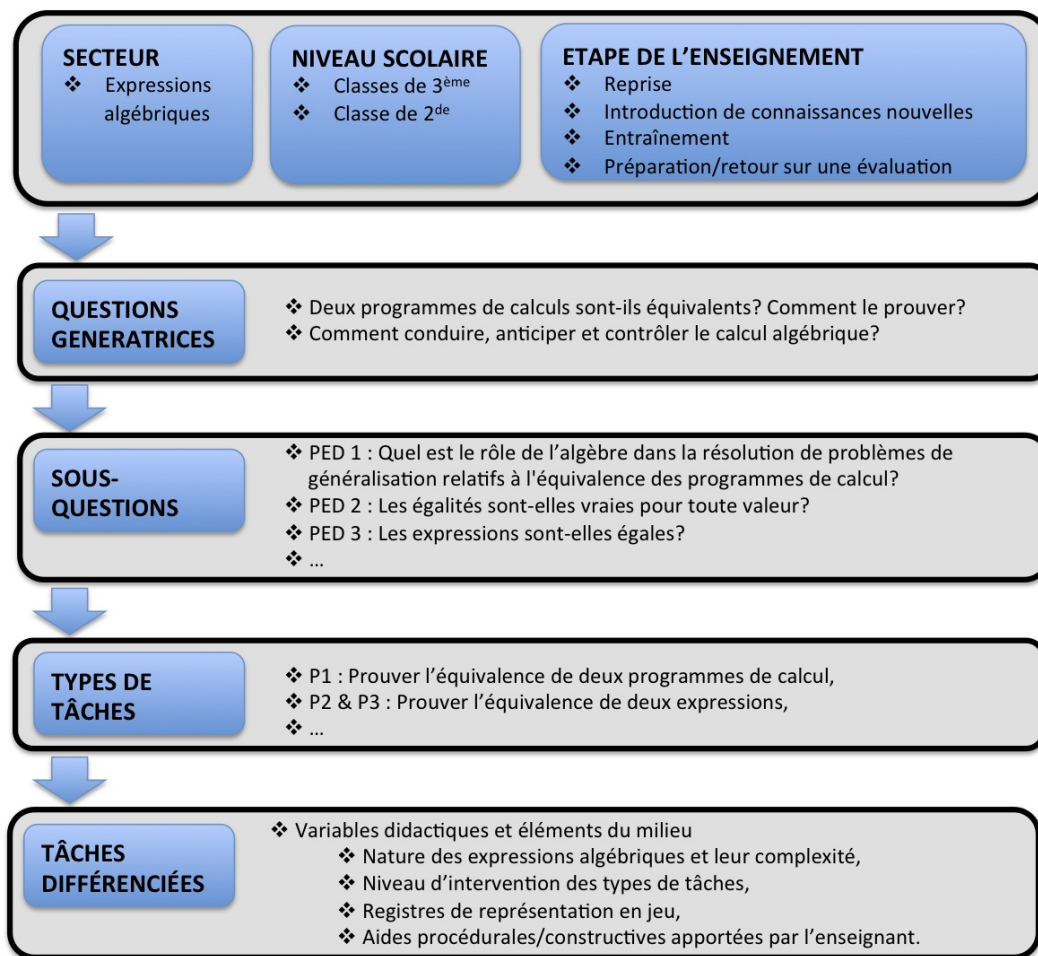 SECTEUR
❖ Expressions
algébriques
NIVEAU SCOLAIRE
❖ Classes de 3ème
❖ Classe de 2de
ETAPE DE L’ENSEIGNEMENT
❖ Reprise
❖ Introduction de connaissances nouvelles
❖ Entraînement
❖ Préparation/retour sur une évaluation
QUESTIONS
GENERATRICES
❖ Deux programmes de calculs sont-ils équivalents? Comment le prouver?
❖ Comment conduire, anticiper et contrôler le calcul algébrique?
SOUS-
QUESTIONS
❖ PED 1 : Quel est le rôle de l’algèbre dans la résolution de problèmes de
généralisation relatifs à l'équivalence des programmes de calcul?
❖ PED 2 : Les égalités sont-elles vraies pour toute valeur?
❖ PED 3 : Les expressions sont-elles égales?
❖ ...
TYPES DE
TÂCHES
❖ P1 : Prouver l’équivalence de deux programmes de calcul,
❖ P2 & P3 : Prouver l’équivalence de deux expressions,
❖ ...
TÂCHES
DIFFÉRENCIÉES
❖ Variables didactiques et éléments du milieu
❖ Nature des expressions algébriques et leur complexité,
❖ Niveau d’intervention des types de tâches,
❖ Registres de représentation en jeu,
❖ Aides procédurales/constructives apportées par l’enseignant.